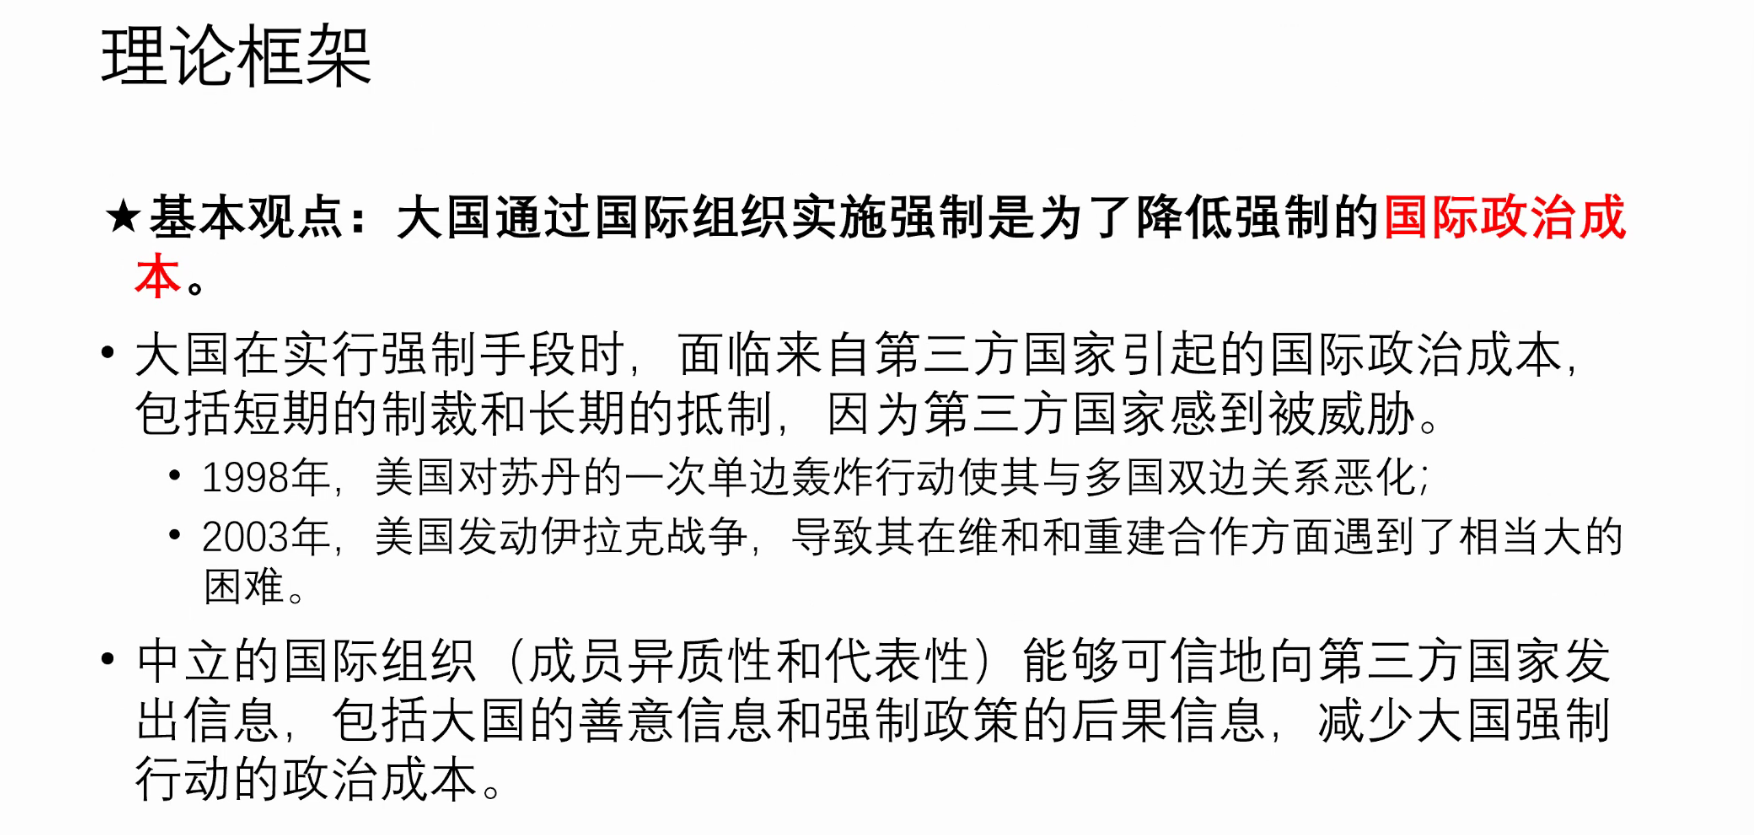 理论框架
★基本观点：大国通过国际组织实施强制是为了降低强制的国际政治成
本。
• 大国在实行强制手段时，面临来自第三方国家引起的国际政治成本，
包括短期的制裁和长期的抵制，因为第三方国家感到被威胁。
• 1998年，美国对苏丹的一次单边轰炸行动使其与多国双边关系恶化；
• 2003年，美国发动伊拉克战争，导致其在维和和重建合作方面遇到了相当大的
困难。
• 中立的国际组织（成员异质性和代表性）能够可信地向第三方国家发
出信息，包括大国的善意信息和强制政策的后果信息，减少大国强制
行动的政治成本。